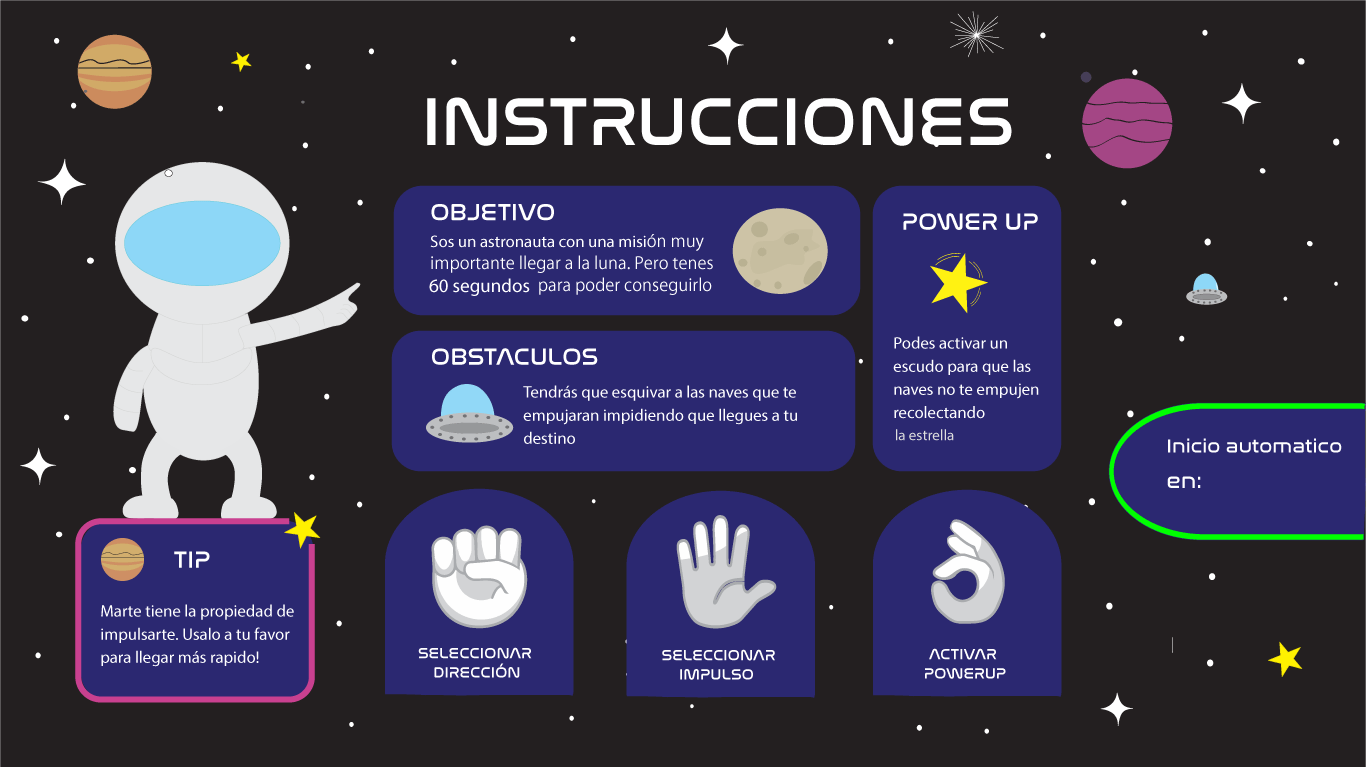 INSTRUCCIONES
OBJETIVO
Sos un astronauta con una misión muy
importante llegar a la luna. Pero tenes
60 segundos para poder conseguirlo
POWER UP
Podes activar un
escudo para que las
naves no te empujen
recolectando
la estrella
OBSTACULOS
Tendrás que esquivar a las naves que te
empujaran impidiendo que llegues a tu
destino
Inicio automatico
en:
TIP
Marte tiene la propiedad de
impulsarte. Usalo a tu favor
para llegar más rapido!
SELECCIONAR
DIRECCIÓN
SELECCIONAR
IMPULSO
ACTIVAR
POWERUP